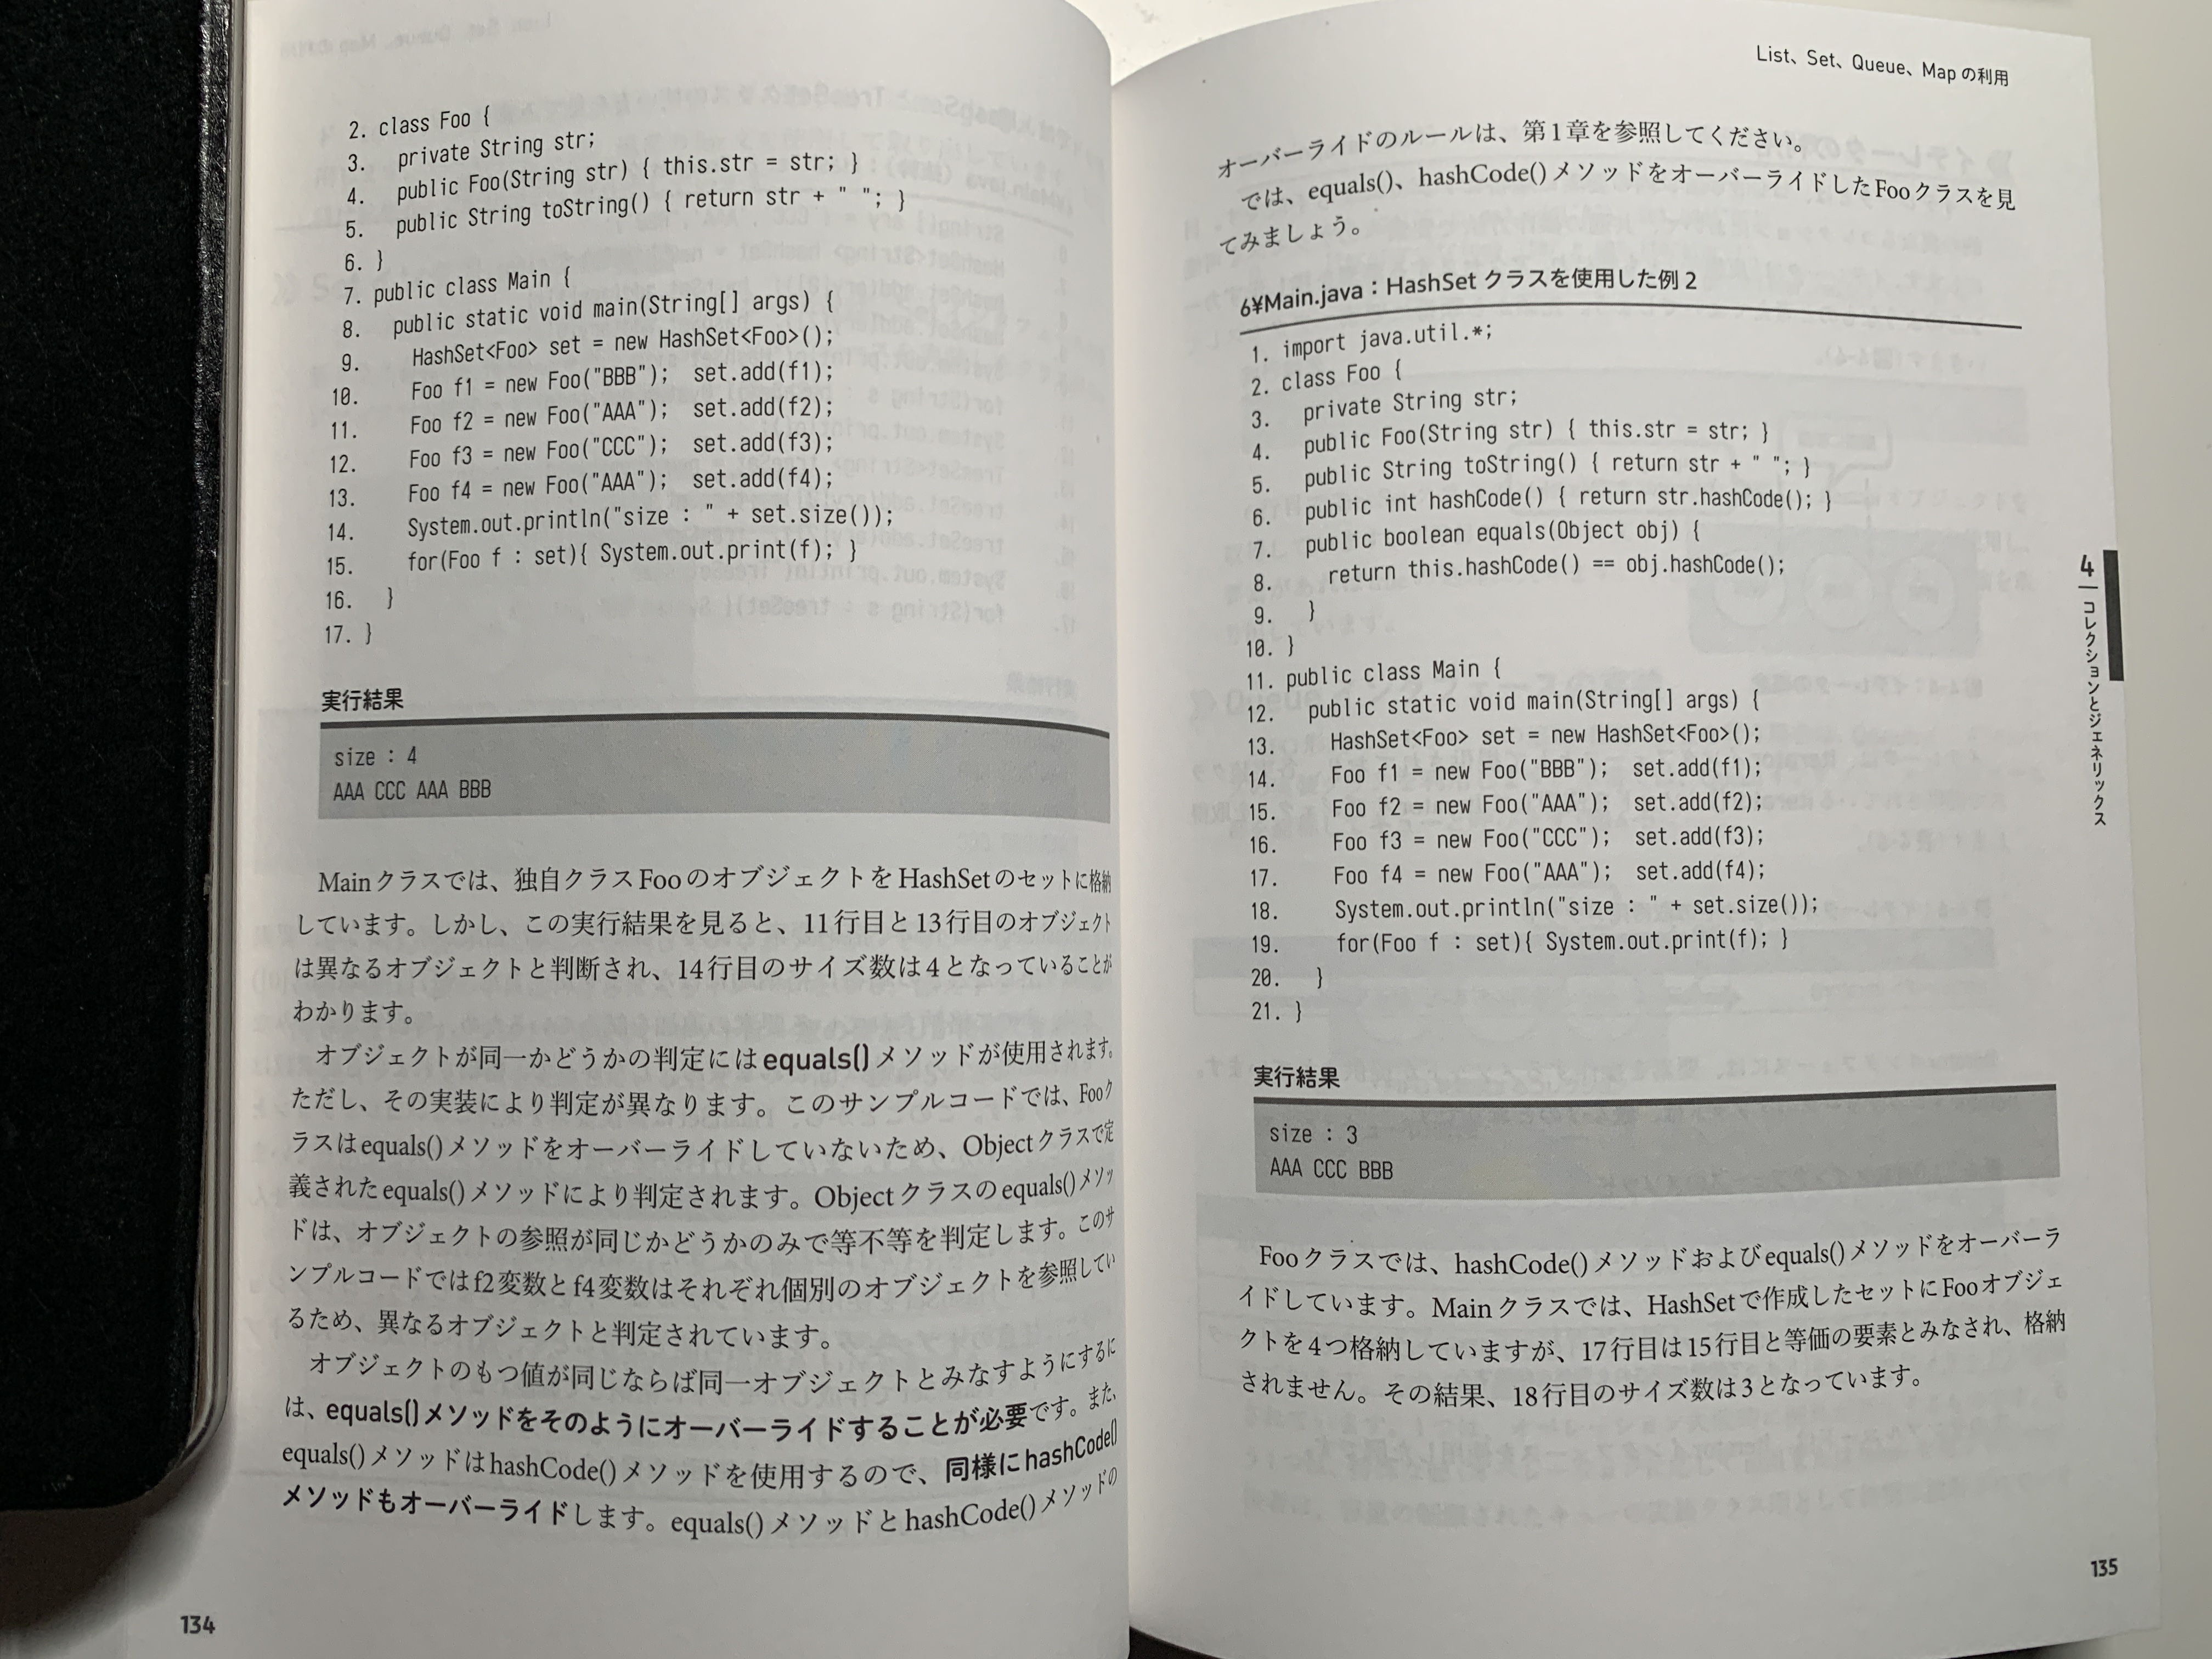 2. class Foo {
3.   private String str;
4.   public Foo(String str) { this.str = str; }
5.   public String toString() { return str + " "; }
6. }
7. public class Main {
8.   public static void main(String[] args) {
9.     HashSet<Foo> set = new HashSet<Foo>();
10.     Foo f1 = new Foo("BBB");  set.add(f1);
11.     Foo f2 = new Foo("AAA");  set.add(f2);
12.     Foo f3 = new Foo("CCC");  set.add(f3);
13.     Foo f4 = new Foo("AAA");  set.add(f4);
14.     System.out.println("size : " + set.size());
15.     for(Foo f : set){ System.out.print(f); }
16.   }
17. }
実行結果
size : 4
AAA CCC AAA BBB
Mainクラスでは、独自クラスFooのオブジェクトをHashSetのセットに格納
しています。しかし、この実行結果を見ると、11行目と13行目のオブジェクト
は異なるオブジェクトと判断され、14行目のサイズ数は4となっていることが
わかります。
オブジェクトが同一かどうかの判定にはequals()メソッドが使用されます。
ただし、その実装により判定が異なります。このサンプルコードでは、Fooク
ラスはequals()メソッドをオーバーライドしていないため、Objectクラスで定
義されたequals()メソッドにより判定されます。Objectクラスのequals()メソッ
ドは、オブジェクトの参照が同じかどうかのみで等不等を判定します。このサ
ンプルコードではf2変数とf4変数はそれぞれ個別のオブジェクトを参照してい
るため、異なるオブジェクトと判定されています。
オブジェクトのもつ値が同じならば同一オブジェクトとみなすようにするに
は、equals()メソッドをそのようにオーバーライドすることが必要です。また、
equals()メソッドはhashCode()メソッドを使用するので、同様にhashCode()
メソッドもオーバーライドします。equals()メソッドとhashCode()メソッドの
134
List、Set、Queue、Mapの利用
オーバーライドのルールは、第1章を参照してください。
では、equals()、hashCode()メソッドをオーバーライドしたFooクラスを見
てみましょう。
6¥Main.java：HashSet クラスを使用した例 2
1. import java.util.*;
2. class Foo {
3.   private String str;
4.   public Foo(String str) { this.str = str; }
5.   public String toString() { return str + " "; }
6.   public int hashCode() { return str.hashCode(); }
7.   public boolean equals(Object obj) {
8.     return this.hashCode() == obj.hashCode();
9.   }
10. }
11. public class Main {
12.   public static void main(String[] args) {
13.     HashSet<Foo> set = new HashSet<Foo>();
14.     Foo f1 = new Foo("BBB");  set.add(f1);
15.     Foo f2 = new Foo("AAA");  set.add(f2);
16.     Foo f3 = new Foo("CCC");  set.add(f3);
17.     Foo f4 = new Foo("AAA");  set.add(f4);
18.     System.out.println("size : " + set.size());
19.     for(Foo f : set){ System.out.print(f); }
20.   }
21. }
実行結果
size : 3
AAA CCC BBB
Fooクラスでは、hashCode()メソッドおよびequals()メソッドをオーバーラ
イドしています。Mainクラスでは、HashSetで作成したセットにFooオブジェ
クトを4つ格納していますが、17行目は15行目と等価の要素とみなされ、格納
されません。その結果、18行目のサイズ数は3となっています。
4
コレクションとジェネリックス
135